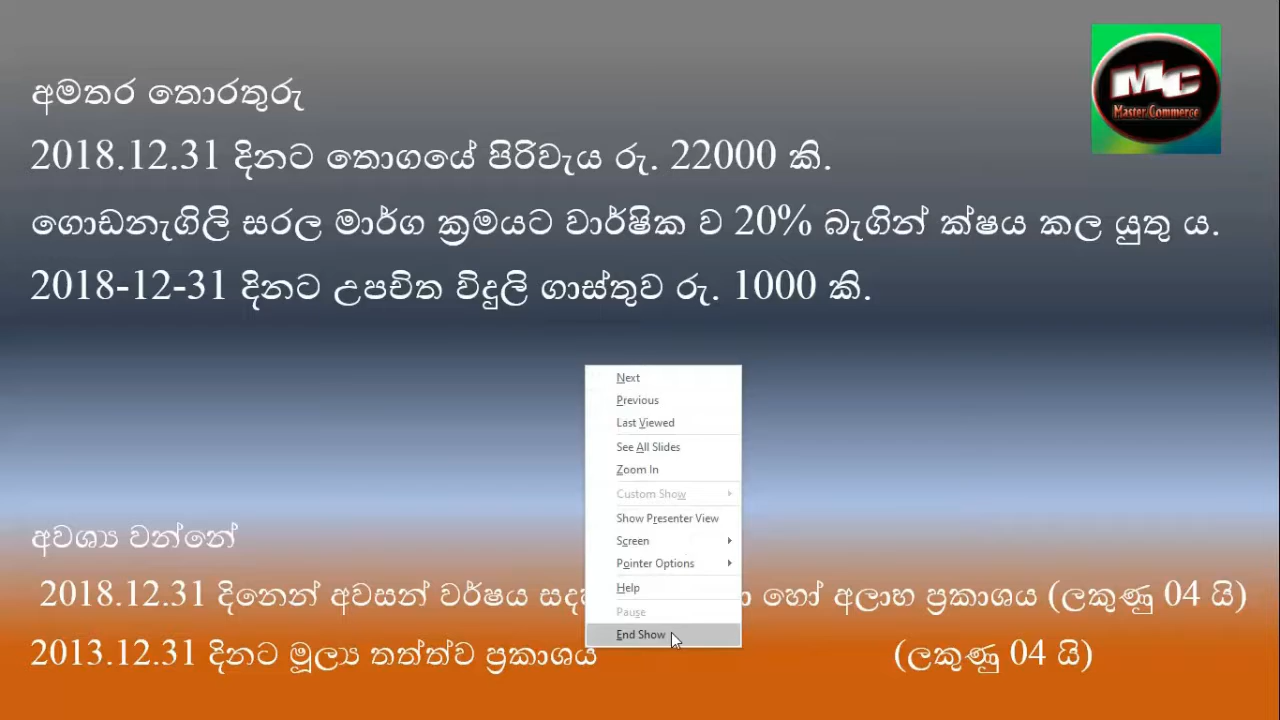 අමතර තොරතුරු
MC
Master Commerce
2018.12.31 දිනට තොගයේ පිරිවැය රු. 22000 කි.
ගොඩනැගිලි සරල මාර්ග ක්‍රමයට වාර්ෂික ව 20% බැගින් ක්ෂය කල යුතු ය.
2018-12-31 දිනට උපචිත විදුලි ගාස්තුව රු. 1000 කි.
Next
Previous
Last Viewed
See All Slides
Zoom In
Custom Show
Show Presenter View
Screen
Pointer Options
Help
Pause
End Show
අවශ්‍ය වන්නේ
2018.12.31 දිනෙන් අවසන් වර්ෂය හෝ අලාභ ප්‍රකාශය (ලකුණු 04 යි)
2013.12.31 දිනට මූල්‍ය තත්ත්ව ප්‍රකාශය (ලකුණු 04 යි)